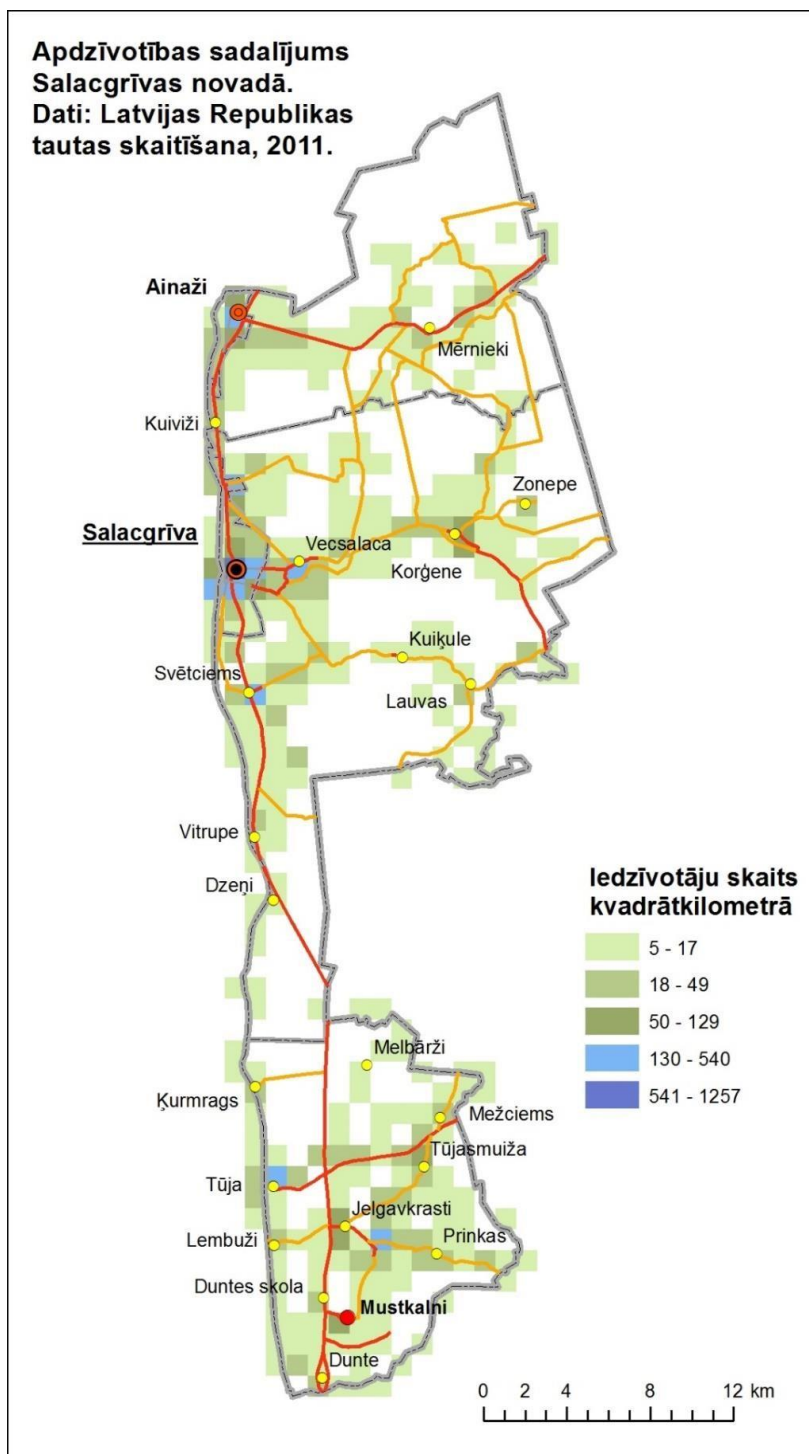 Apdzīvotības sadalījums
Salacgrīvas novadā.
Dati: Latvijas Republikas
tautas skaitīšana, 2011.
Ainaži
Mērnieki
Kuiviži
Zonepe
Salacgrīva
Vecsalaca
Korģene
Kuiķule
Svētciems
Lauvas
Vitrupe
Dzeņi
Iedzīvotāju skaits
kvadrātkilometrā
5 - 17
18 - 49
50 - 129
130 - 540
541 - 1257
Melbārži
Ķurmrags
Mežciems
Tūjasmuiža
Tūja
Jelgavkrasti
Lembuži
Prinkas
Duntes skola
Mustkalni
Dunte
0 2 4 8 12 km